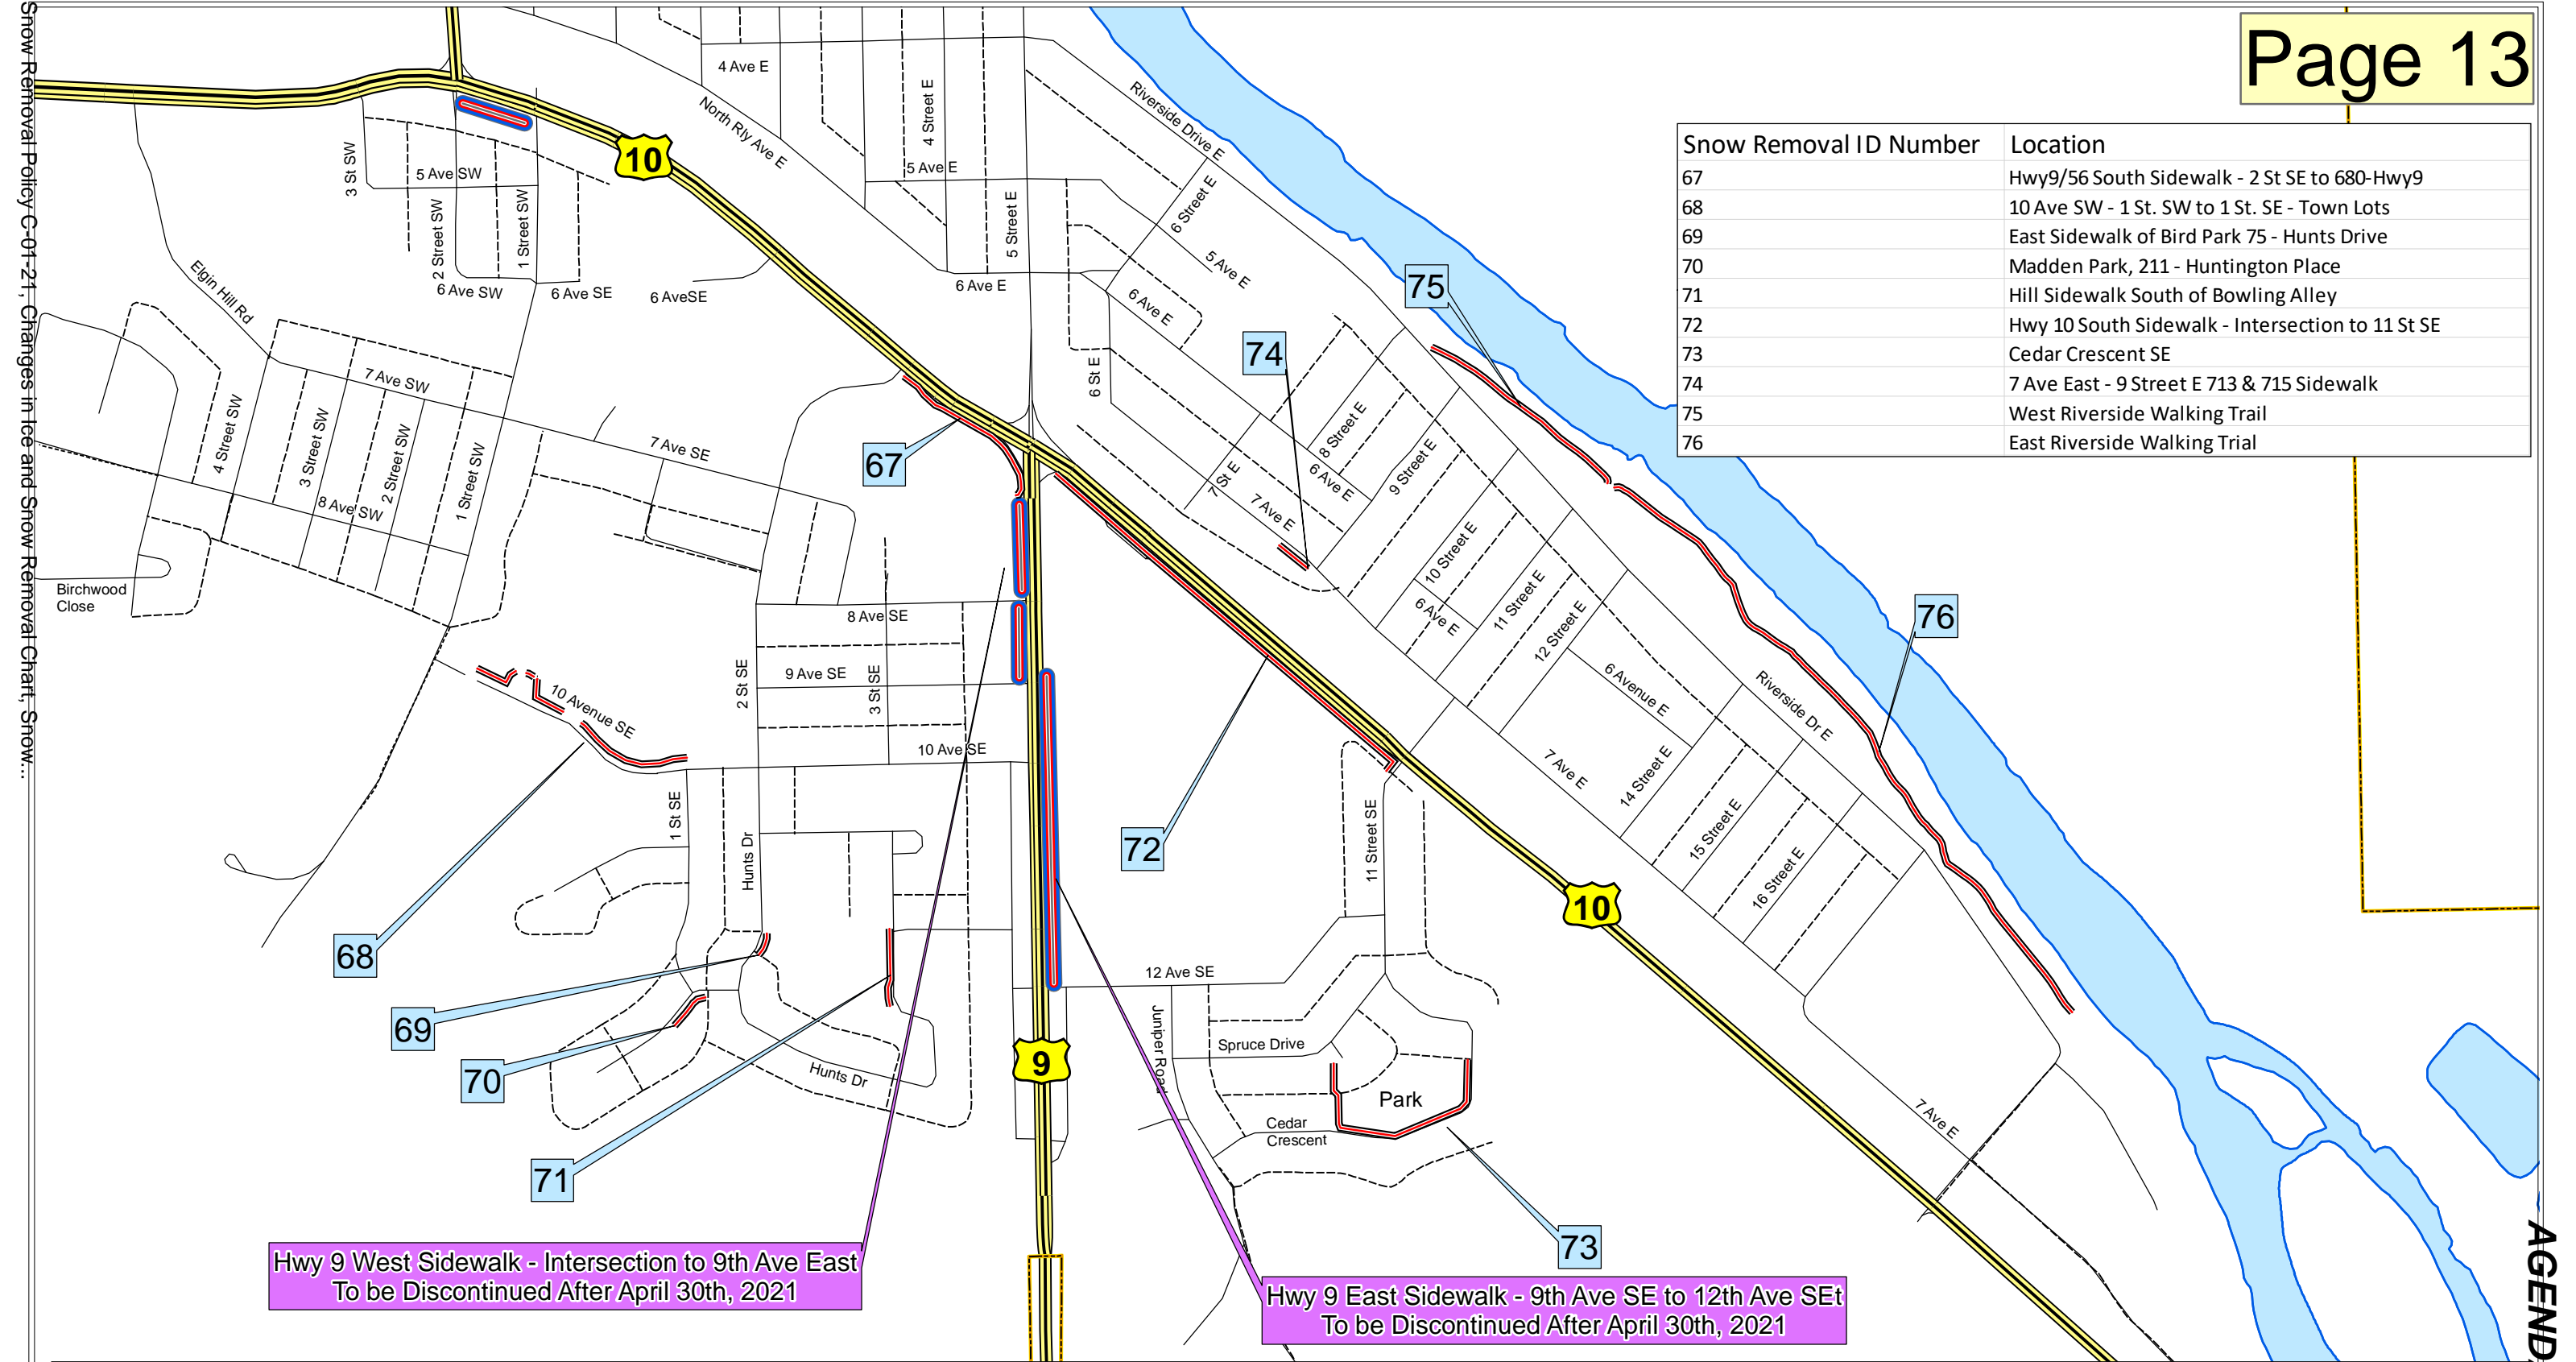 Page 13
Snow Removal ID Number Location
67 Hwy9/56 South Sidewalk - 2 St SE to 680-Hwy9
68 10 Ave SW - 1 St. SW to 1 St. SE - Town Lots
69 East Sidewalk of Bird Park 75 - Hunts Drive
70 Madden Park, 211 - Huntington Place
71 Hill Sidewalk South of Bowling Alley
72 Hwy 10 South Sidewalk - Intersection to 11 St SE
73 Cedar Crescent SE
74 7 Ave East - 9 Street E 713 & 715 Sidewalk
75 West Riverside Walking Trail
76 East Riverside Walking Trial
Snow Removal Policy C-01-21, Changes in Ice and Snow Removal Chart, Snow...
4 Ave E
North Rly Ave E
4 Street E
5 Ave E
Riverside Drive E
10
3 St SW
5 Ave SW
2 Street SW
1 Street SW
6 Ave SW
6 Ave SE
6 AveSE
5 Street E
6 Ave E
6 Street E
5 Ave E
6 Ave E
Elgin Hill Rd
75
74
6 St E
7 Ave SW
4 Street SW
3 Street SW
2 Street SW
1 Street SW
8 Ave SW
7 Ave SE
67
8 Street E
6 Ave E
9 Street E
7 St E
7 Ave E
10 Street E
6 Ave E
11 Street E
12 Street E
Birchwood
Close
8 Ave SE
9 Ave SE
2 St SE
3 St SE
10 Ave SE
10 Avenue SE
76
6 Avenue E
Riverside Dr E
7 Ave E
14 Street E
15 Street E
16 Street E
1 St SE
Hunts Dr
72
11 Street SE
10
68
69
70
71
12 Ave SE
Juniper Road
Spruce Drive
Hunts Dr
9
Park
Cedar
Crescent
7 Ave E
73
Hwy 9 West Sidewalk - Intersection to 9th Ave East
To be Discontinued After April 30th, 2021
Hwy 9 East Sidewalk - 9th Ave SE to 12th Ave SEt
To be Discontinued After April 30th, 2021
AGEND